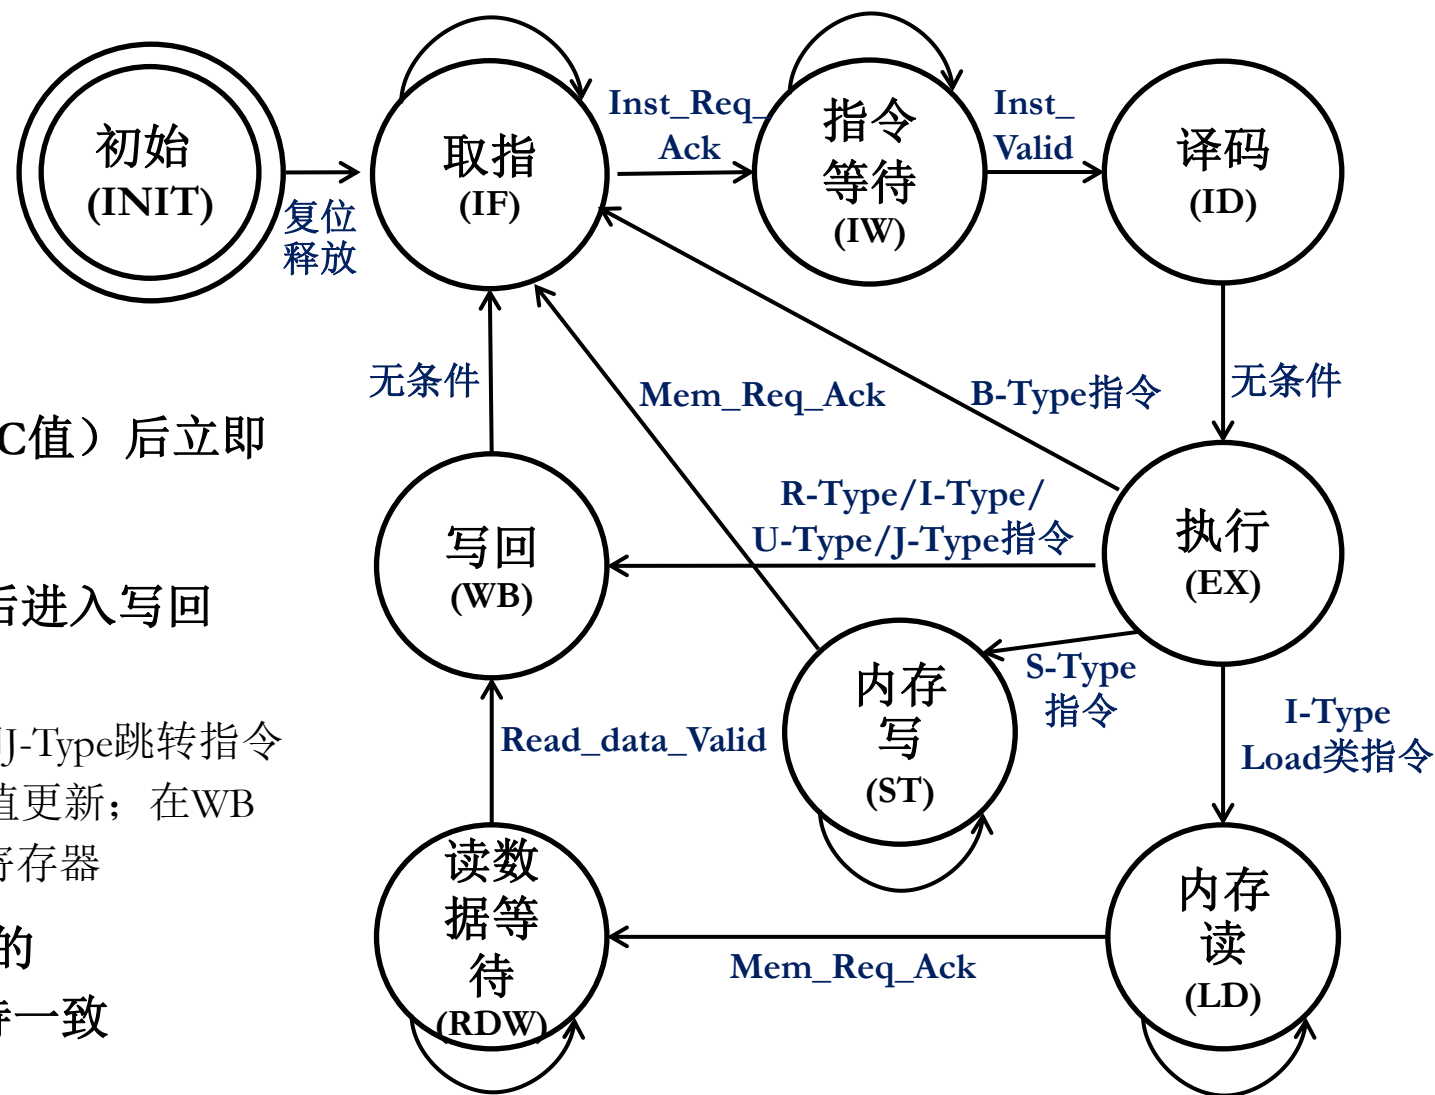 初始
(INIT)
复位
释放
取指
(IF)
Inst_Req_
Ack
指令
等待
(IW)
Inst_
Valid
译码
(ID)
无条件
Mem_Req_Ack
B-Type指令
无条件
C值）后立即
R-Type/I-Type/
U-Type/J-Type指令
写回
(WB)
执行
(EX)
后进入写回
S-Type
指令
内存
写
(ST)
I-Type
Load类指令
Read_data_Valid
J-Type跳转指令
值更新；在WB
寄存器
读数
据等
待
(RDW)
Mem_Req_Ack
内存
读
(LD)
的
持一致